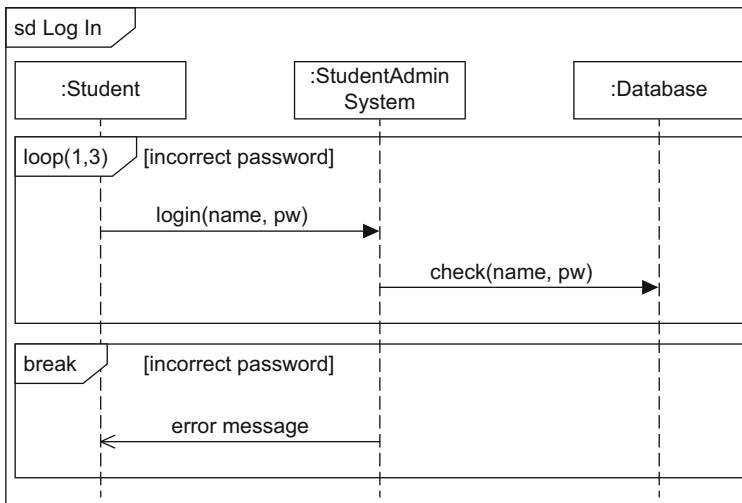 sd Log In
:Student
:StudentAdmin
System
:Database
loop(1,3)
[incorrect password]
login(name, pw)
check(name, pw)
break
[incorrect password]
error message